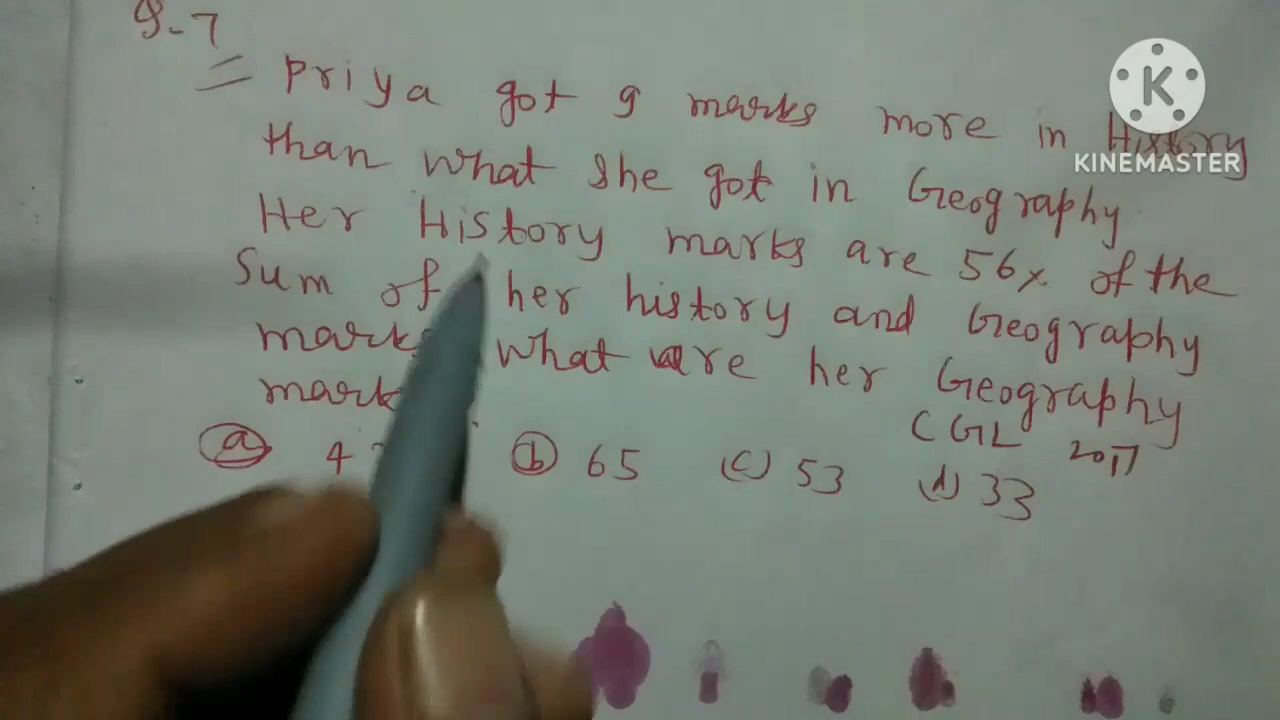 Q-7
Priya got 9 marks more in History
than what she got in Geography
Her History marks are 56% of the
Sum of her history and Geography
marks what are her Geography
marks
CGL 2017
(a) 4 (b) 65 (c) 53 (d) 33
K
KINEMASTER